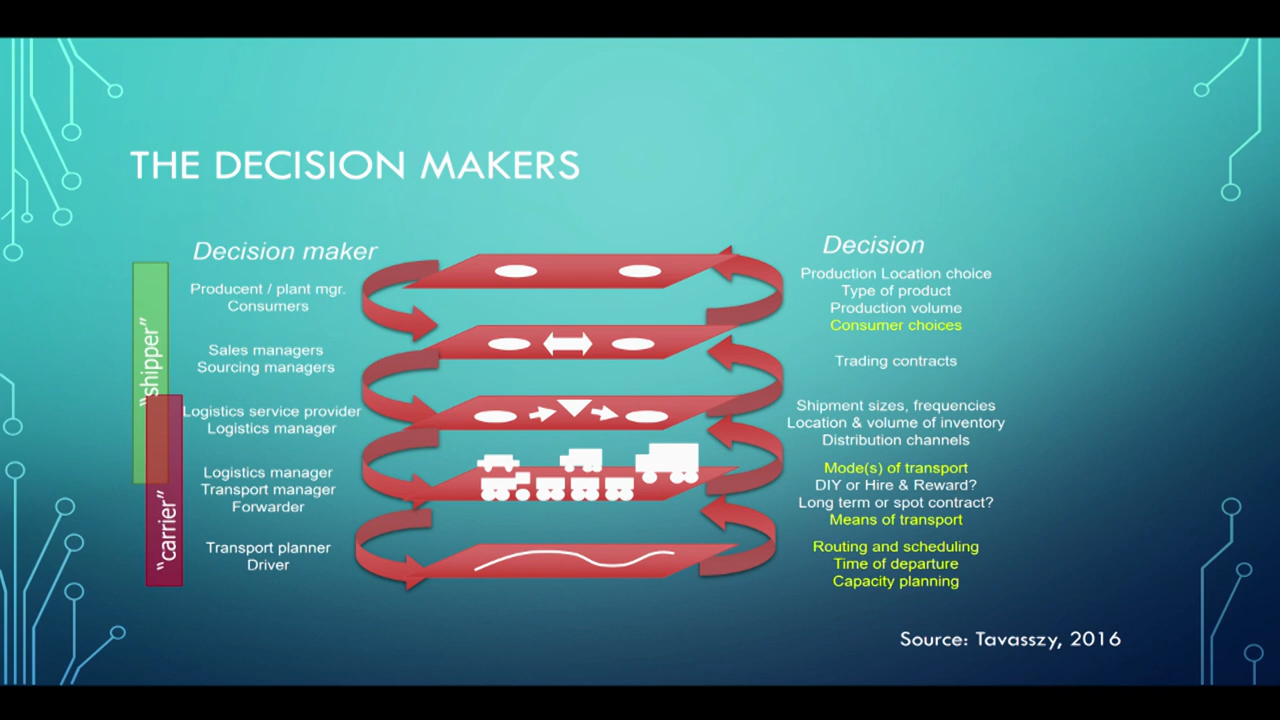 THE DECISION MAKERS
Decision maker
Decision
"shipper"
"carrier"
Producent / plant mgr.
Consumers
Production Location choice
Type of product
Production volume
Consumer choices
Sales managers
Sourcing managers
Trading contracts
Logistics service provider
Logistics manager
Shipment sizes, frequencies
Location & volume of inventory
Distribution channels
Logistics manager
Transport manager
Forwarder
Mode(s) of transport
DIY or Hire & Reward?
Long term or spot contract?
Means of transport
Transport planner
Driver
Routing and scheduling
Time of departure
Capacity planning
Source: Tavasszy, 2016